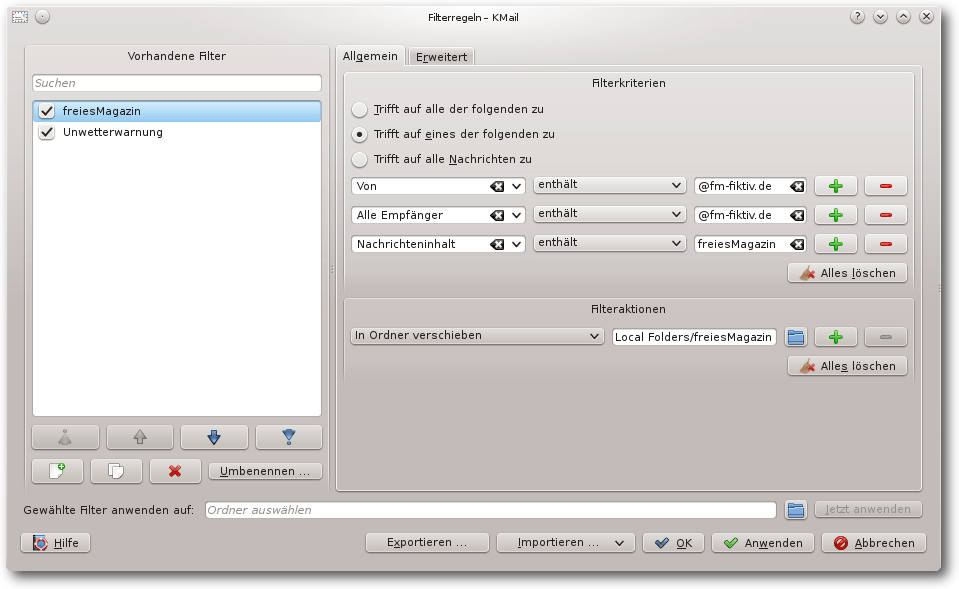 Filterregeln – KMail
Vorhandene Filter
Suchen
freiesMagazin
Unwetterwarnung
Umbenennen ...
Allgemein Erweitert
Filterkriterien
Trifft auf alle der folgenden zu
Trifft auf eines der folgenden zu
Trifft auf alle Nachrichten zu
Von enthält @fm-fiktiv.de
Alle Empfänger enthält @fm-fiktiv.de
Nachrichteninhalt enthält freiesMagazin
Alles löschen
Filteraktionen
In Ordner verschieben Local Folders/freiesMagazin
Alles löschen
Gewählte Filter anwenden auf: Ordner auswählen Jetzt anwenden
Hilfe Exportieren ... Importieren ... OK Anwenden Abbrechen